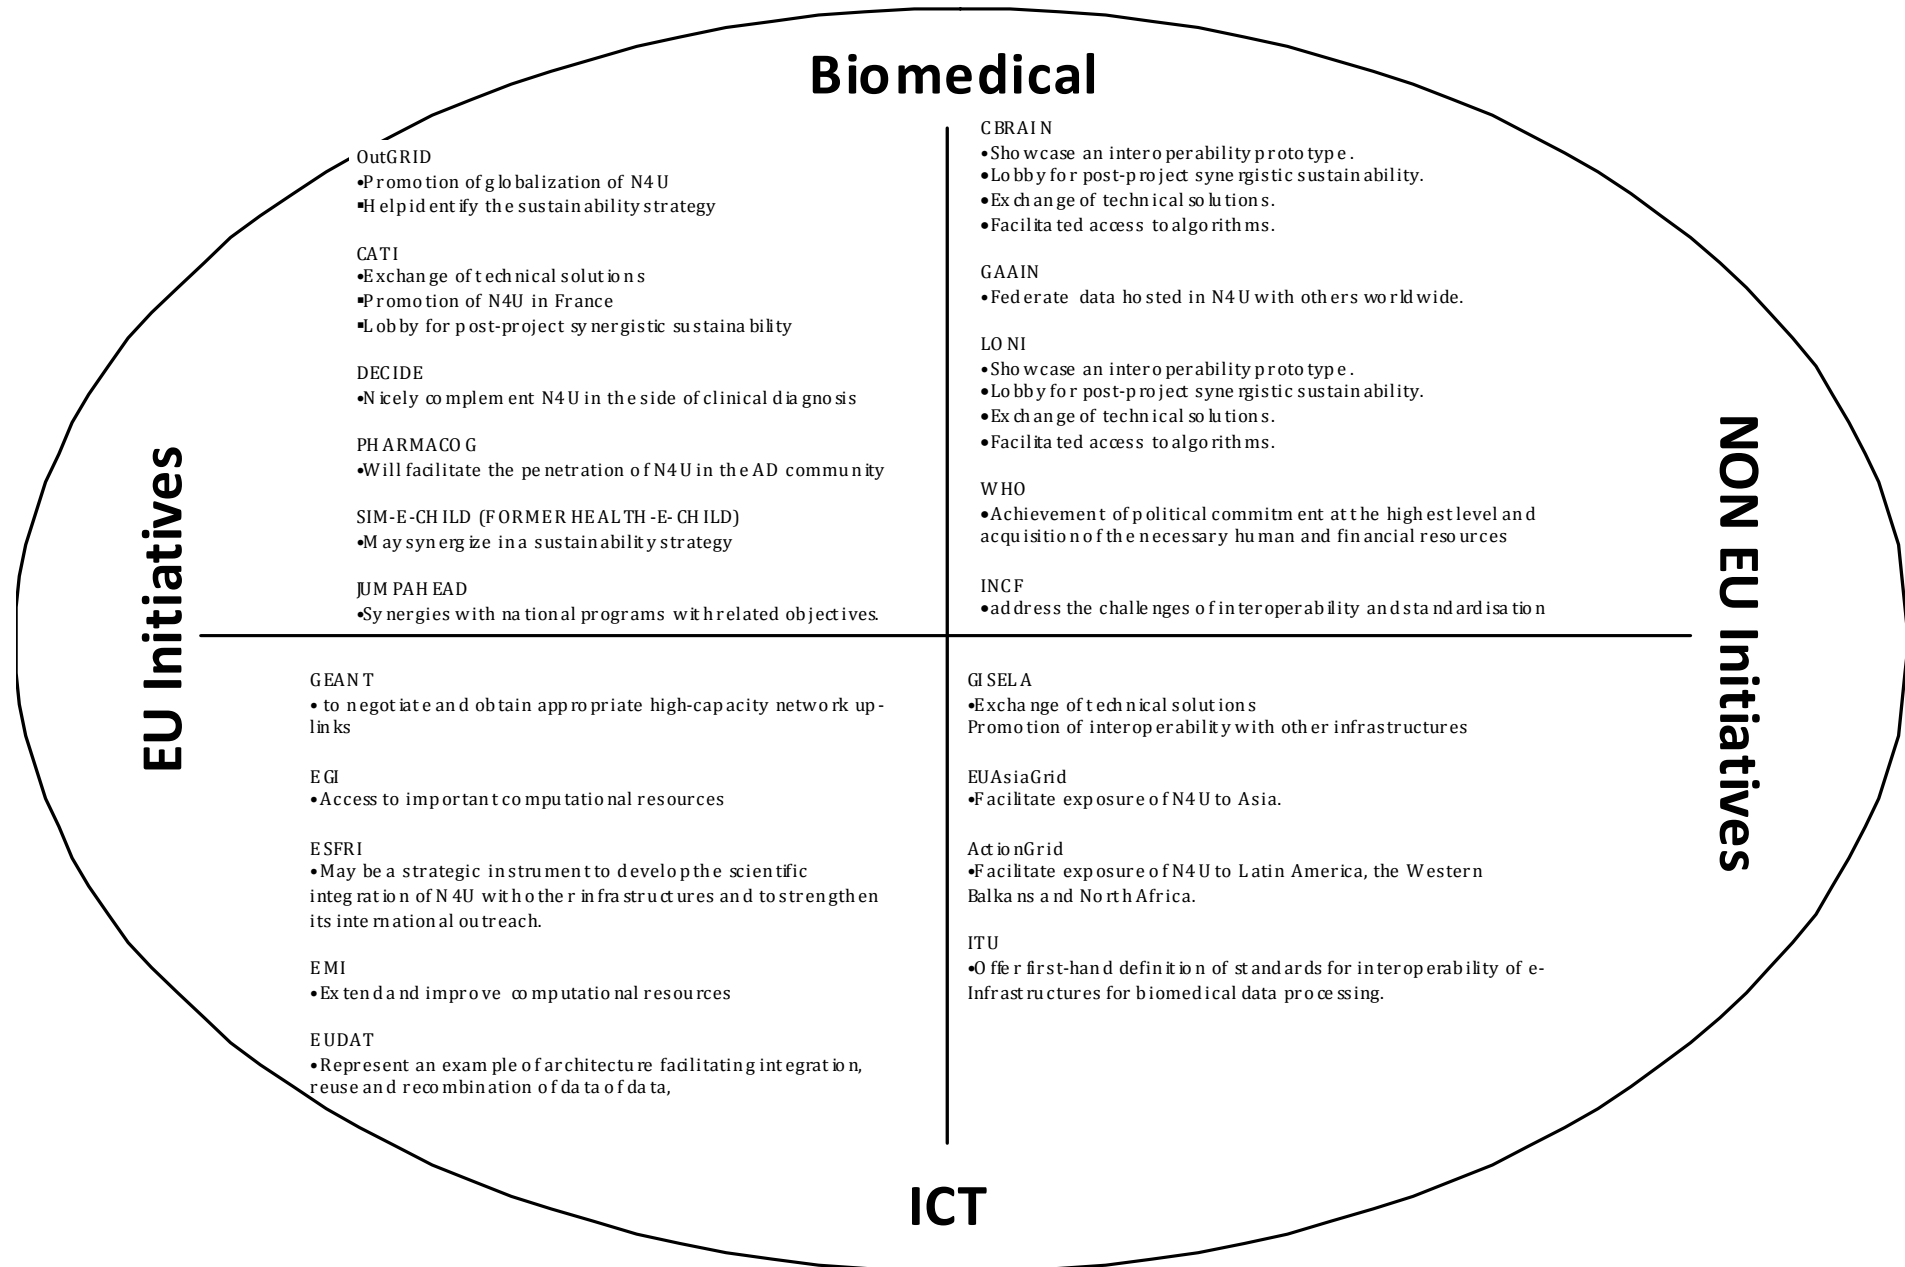 Biomedical
OutGRID
•Promotion of globalization of N4U
▪Help identify the sustainability strategy
CATI
•Exchange of technical solutions
▪Promotion of N4U in France
▪Lobby for post-project synergistic sustainability
DECIDE
•Nicely complement N4U in the side of clinical diagnosis
PHARMACOG
•Will facilitate the penetration of N4U in the AD community
SIM-E-CHILD (FORMER HEALTH-E-CHILD)
•May synergize in a sustainability strategy
JUMPAHEAD
•Synergies with national programs with related objectives.
CBRAIN
•Showcase an interoperability prototype.
•Lobby for post-project synergistic sustainability.
•Exchange of technical solutions.
•Facilitated access to algorithms.
GAAIN
•Federate data hosted in N4U with others worldwide.
LONI
•Showcase an interoperability prototype.
•Lobby for post-project synergistic sustainability.
•Exchange of technical solutions.
•Facilitated access to algorithms.
WHO
•Achievement of political commitment at the highest level and
acquisition of the necessary human and financial resources
INCF
•address the challenges of interoperability and standardisation
EU Initiatives
NON EU Initiatives
GEANT
• to negotiate and obtain appropriate high-capacity network up-
links
EGI
•Access to important computational resources
ESFRI
•May be a strategic instrument to develop the scientific
integration of N4U with other infrastructures and to strengthen
its international outreach.
EMI
•Extend and improve computational resources
EUDAT
•Represent an example of architecture facilitating integration,
reuse and recombination of data of data,
GISELA
•Exchange of technical solutions
Promotion of interoperability with other infrastructures
EUAsiaGrid
•Facilitate exposure of N4U to Asia.
ActionGrid
•Facilitate exposure of N4U to Latin America, the Western
Balkans and North Africa.
ITU
•Offer first-hand definition of standards for interoperability of e-
Infrastructures for biomedical data processing.
ICT